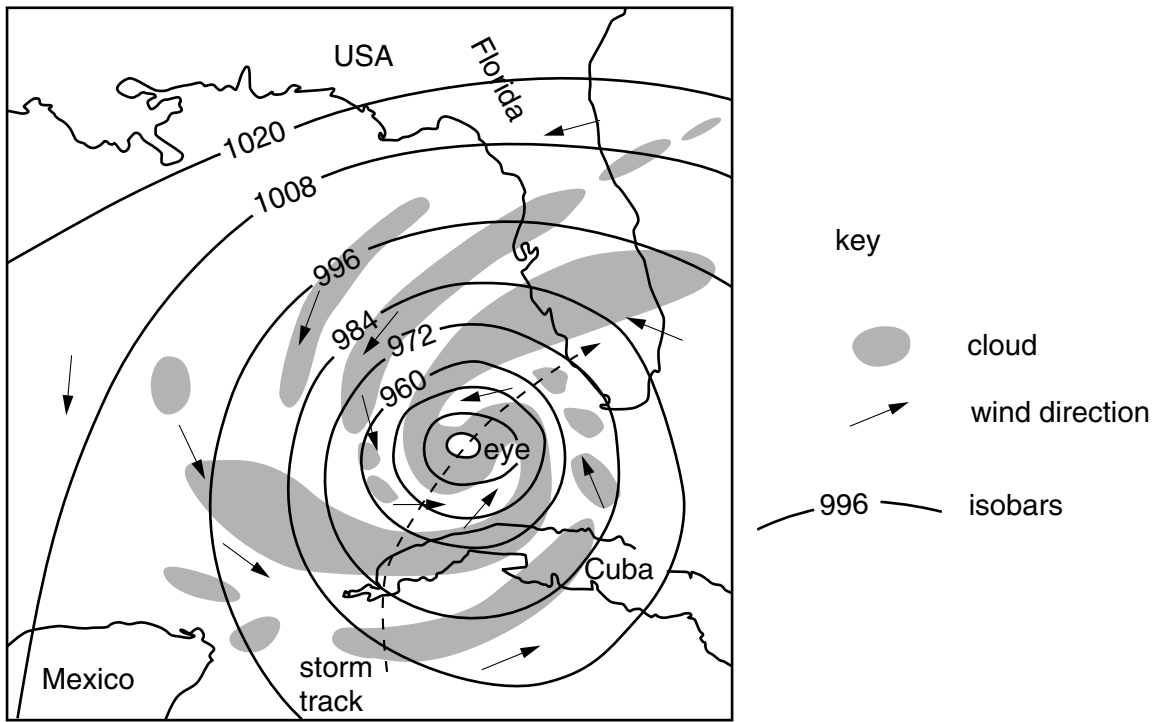 USA
Florida
1020
1008
996
984
972
960
eye
Cuba
Mexico
storm
track
key
cloud
wind direction
996
isobars